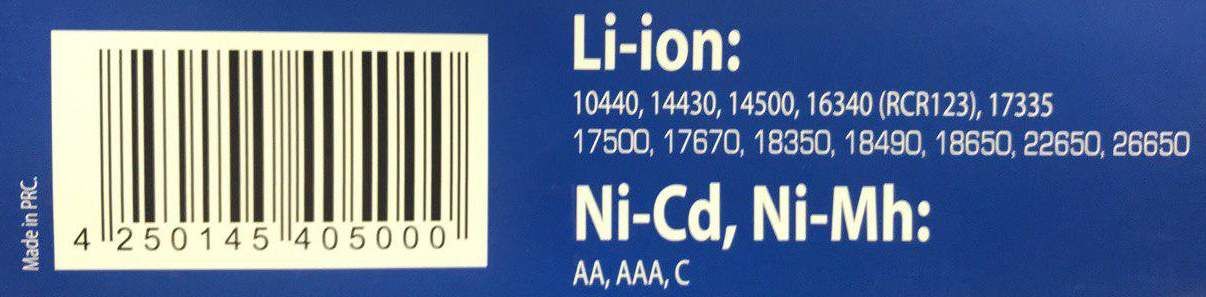 Made in PRC.
4 250145 405000
Li-ion:
10440, 14430, 14500, 16340 (RCR123), 17335
17500, 17670, 18350, 18490, 18650, 22650, 26650
Ni-Cd, Ni-Mh:
AA, AAA, C